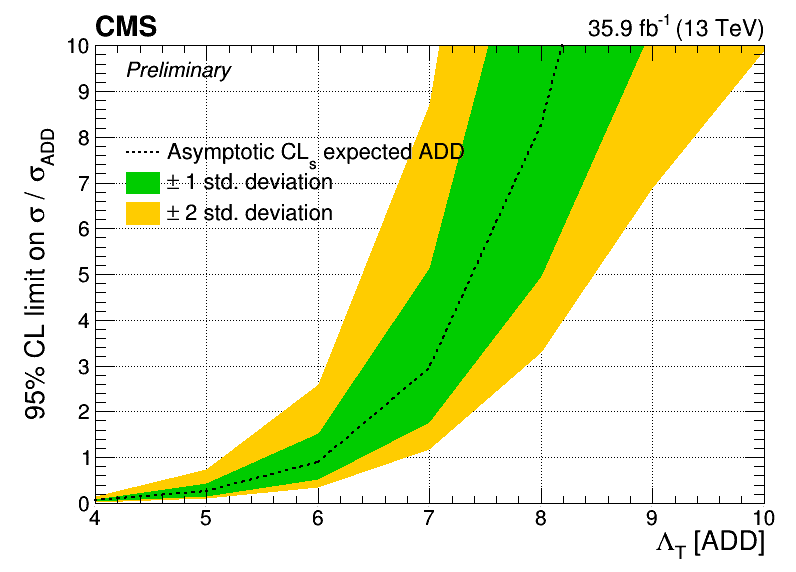 CMS
35.9 fb-1 (13 TeV)
Preliminary
Asymptotic CLs expected ADD
± 1 std. deviation
± 2 std. deviation
95% CL limit on σ / σADD
10
9
8
7
6
5
4
3
2
1
0
4 5 6 7 8 9 10
ΛT [ADD]